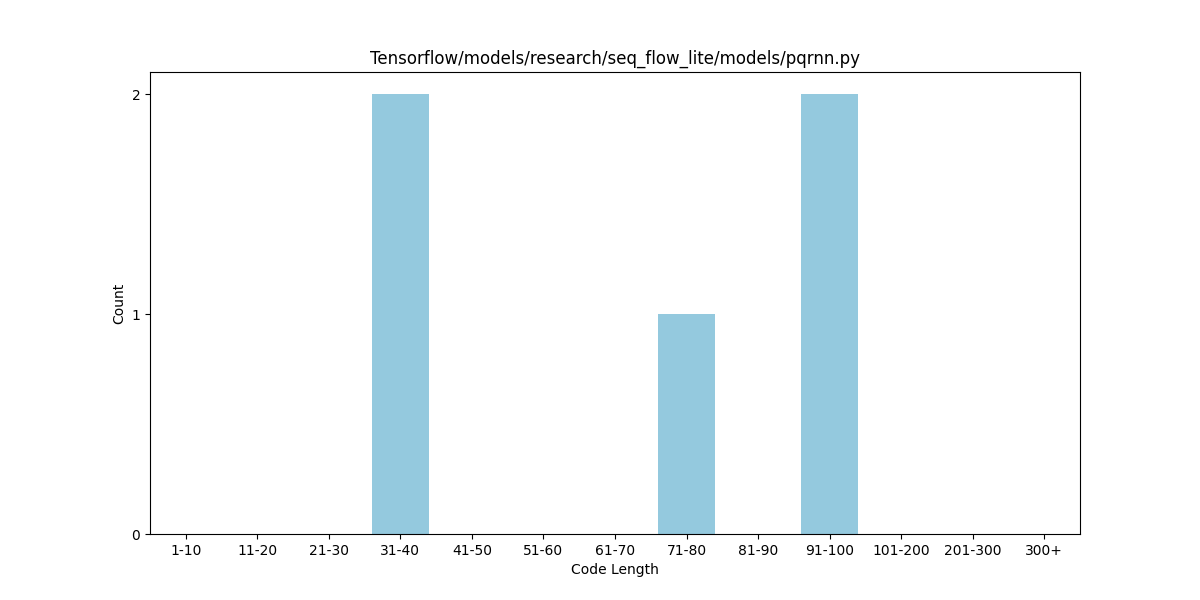 Tensorflow/models/research/seq_flow_lite/models/pqrnn.py
Count
2
1
0
1-10 11-20 21-30 31-40 41-50 51-60 61-70 71-80 81-90 91-100 101-200 201-300 300+
Code Length